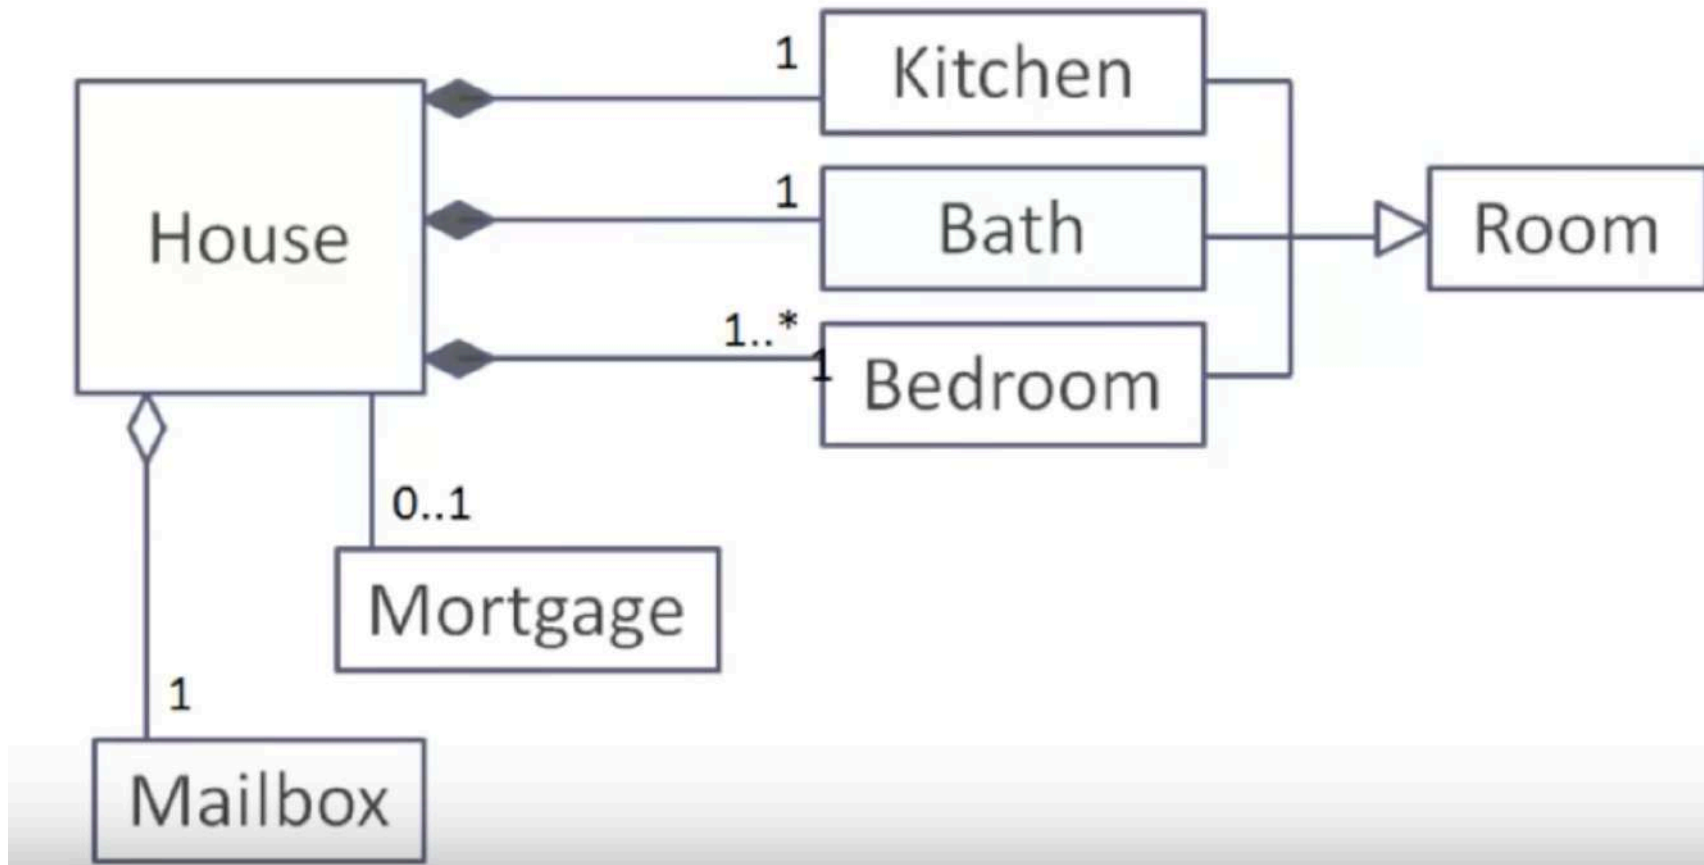 1
Kitchen
House
1
Bath
Room
1..*
1
Bedroom
0..1
Mortgage
1
Mailbox